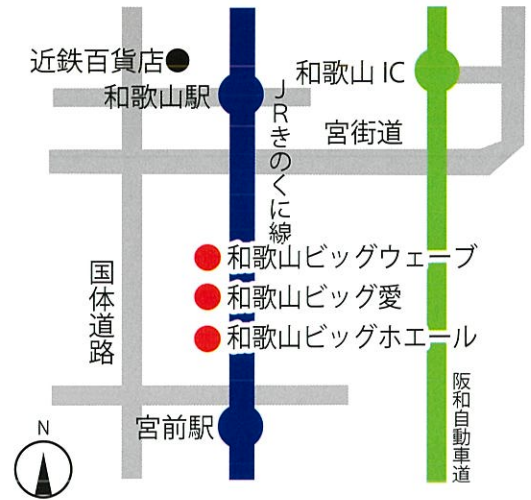 近鉄百貨店
和歌山駅
和歌山 IC
JRきのくに線
宮街道
和歌山ビッグウェーブ
和歌山ビッグ愛
和歌山ビッグホエール
国体道路
宮前駅
阪和自動車道
N